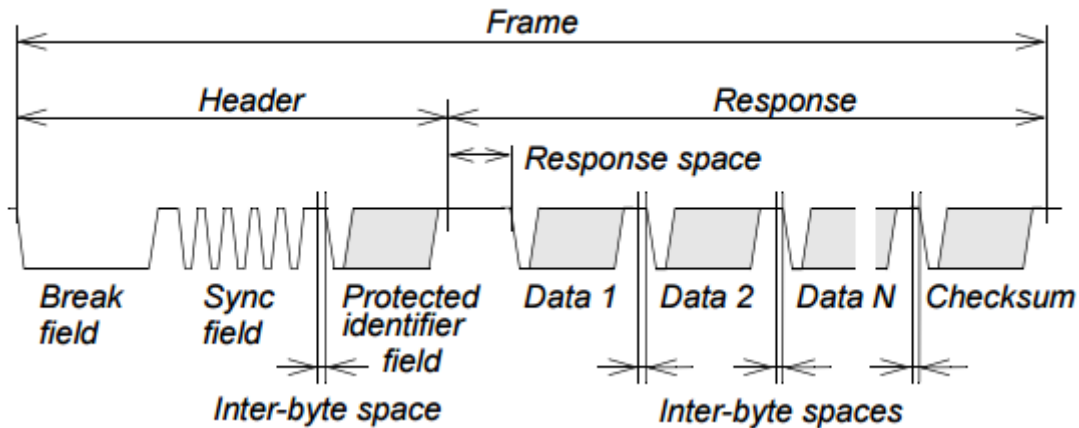 Frame
Header
Response
Response space
Break
field
Sync
field
Protected
identifier
field
Data 1
Data 2
Data N
Checksum
Inter-byte space
Inter-byte spaces